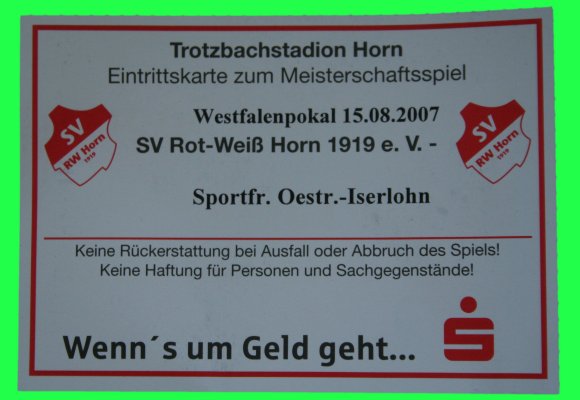 Trotzbachstadion Horn
Eintrittskarte zum Meisterschaftsspiel
Westfalenpokal 15.08.2007
SV
RW Horn
1919
SV Rot-Weiß Horn 1919 e. V. -
SV
RW Horn
1919
Sportfr. Oestr.-Iserlohn
Keine Rückerstattung bei Ausfall oder Abbruch des Spiels!
Keine Haftung für Personen und Sachgegenstände!
Wenn´s um Geld geht...